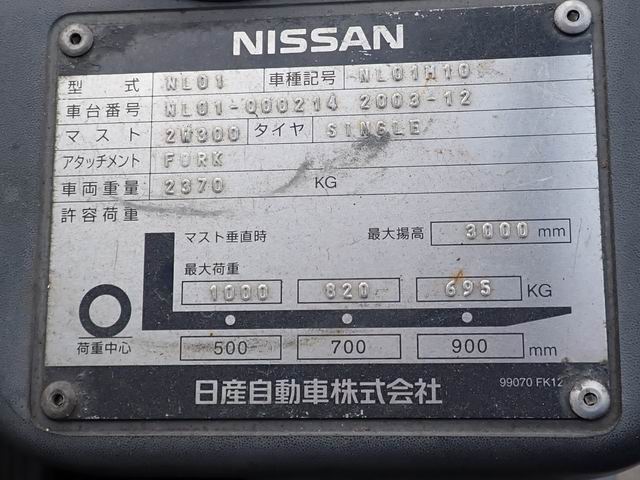 NISSAN
型式 NL01 車種記号 NL01M10
車台番号 NL01-000214 2003-12
マスト 2W300 タイヤ SINGLE
アタッチメント FORK
車両重量 2370 KG
許容荷重
マスト垂直時 最大揚高 3000 mm
最大荷重
1000 820 695 KG
荷重中心 500 700 900 mm
日産自動車株式会社 99070 FK12